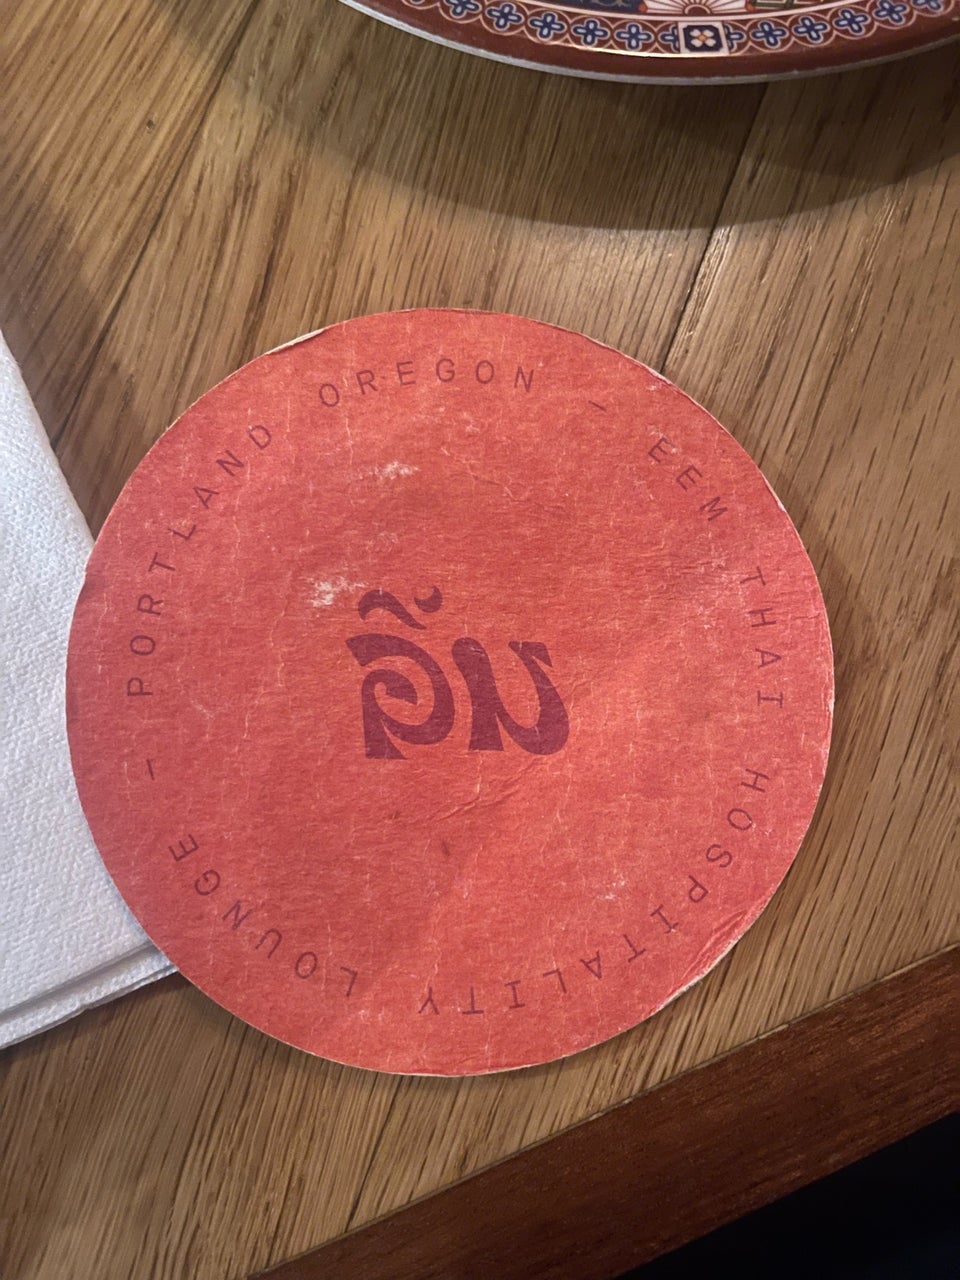 PORTLAND OREGON – EEM THAI HOSPITALITY LOUNGE –
อิ่ม